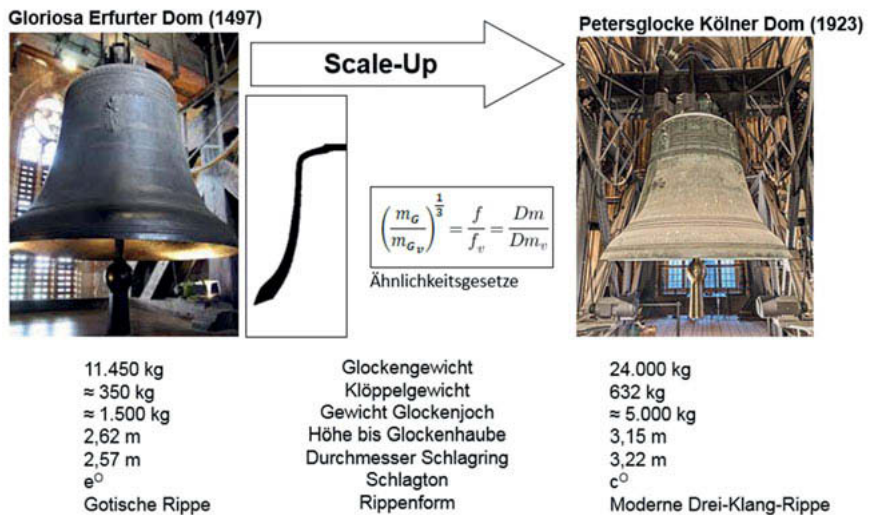 Gloriosa Erfurter Dom (1497)
Petersglocke Kölner Dom (1923)
Scale-Up
(m_G / m_{G_v})^{1/3} = f / f_v = Dm / Dm_v
Ähnlichkeitsgesetze
11.450 kg Glockengewicht 24.000 kg
≈ 350 kg Klöppelgewicht 632 kg
≈ 1.500 kg Gewicht Glockenjoch ≈ 5.000 kg
2,62 m Höhe bis Glockenhaube 3,15 m
2,57 m Durchmesser Schlagring 3,22 m
e^O Schlagton c^O
Gotische Rippe Rippenform Moderne Drei-Klang-Rippe